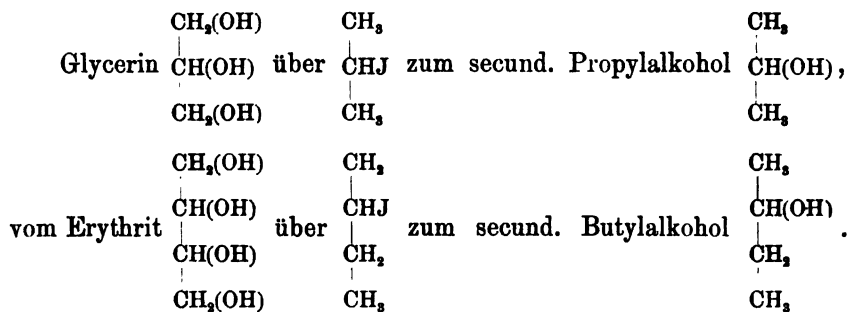 CH₂(OH) CH₃ CH₃
Glycerin CH(OH) über CHJ zum secund. Propylalkohol CH(OH),
CH₂(OH) CH₃ CH₃
CH₂(OH) CH₂ CH₃
CH(OH) CHJ CH(OH)
vom Erythrit über zum secund. Butylalkohol .
CH(OH) CH₂ CH₂
CH₂(OH) CH₃ CH₃